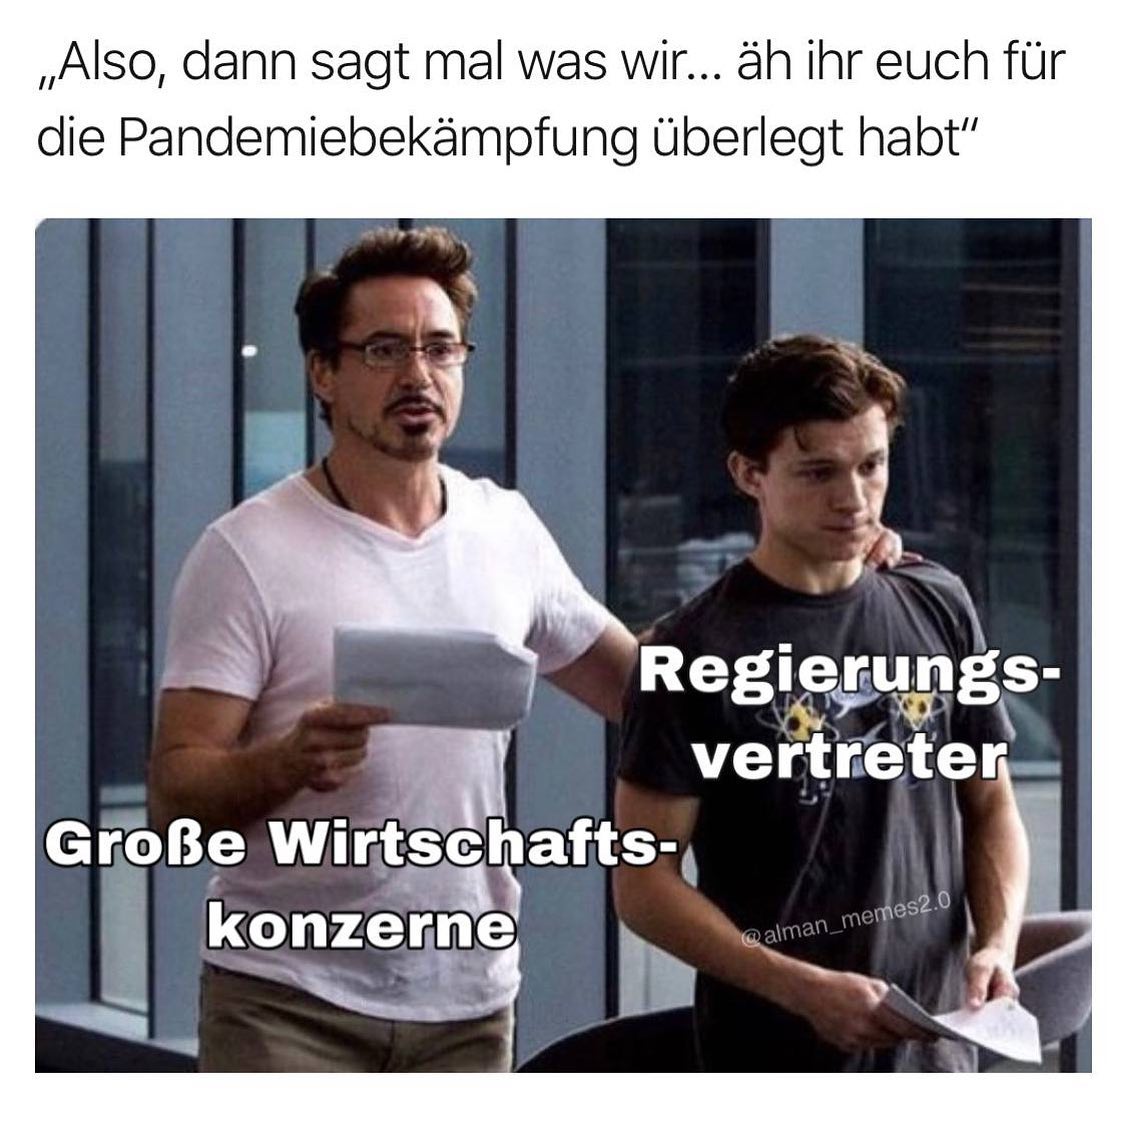 „Also, dann sagt mal was wir... äh ihr euch für
die Pandemiebekämpfung überlegt habt“
Regierungs-
vertreter
Große Wirtschafts-
konzerne
@alman_memes2.0